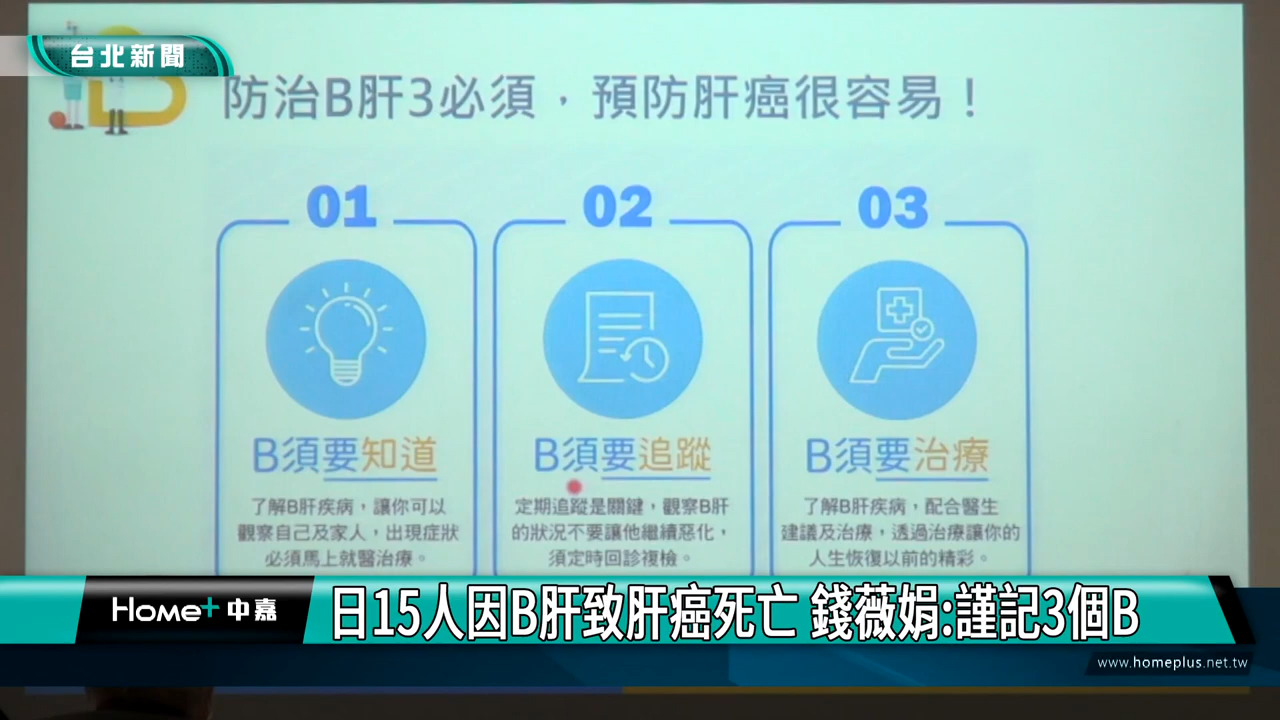 台北新聞
防治B肝3必須，預防肝癌很容易！
01
02
03
B須要知道
B須要追蹤
B須要治療
了解B肝疾病，讓你可以
觀察自己及家人，出現症狀
必須馬上就醫治療。
定期追蹤是關鍵，觀察B肝
的狀況不要讓他繼續惡化，
須定時回診複檢。
了解B肝疾病，配合醫生
建議及治療，透過治療讓你的
人生恢復以前的精彩。
Home+中嘉
日15人因B肝致肝癌死亡 錢薇娟:謹記3個B
www.homeplus.net.tw